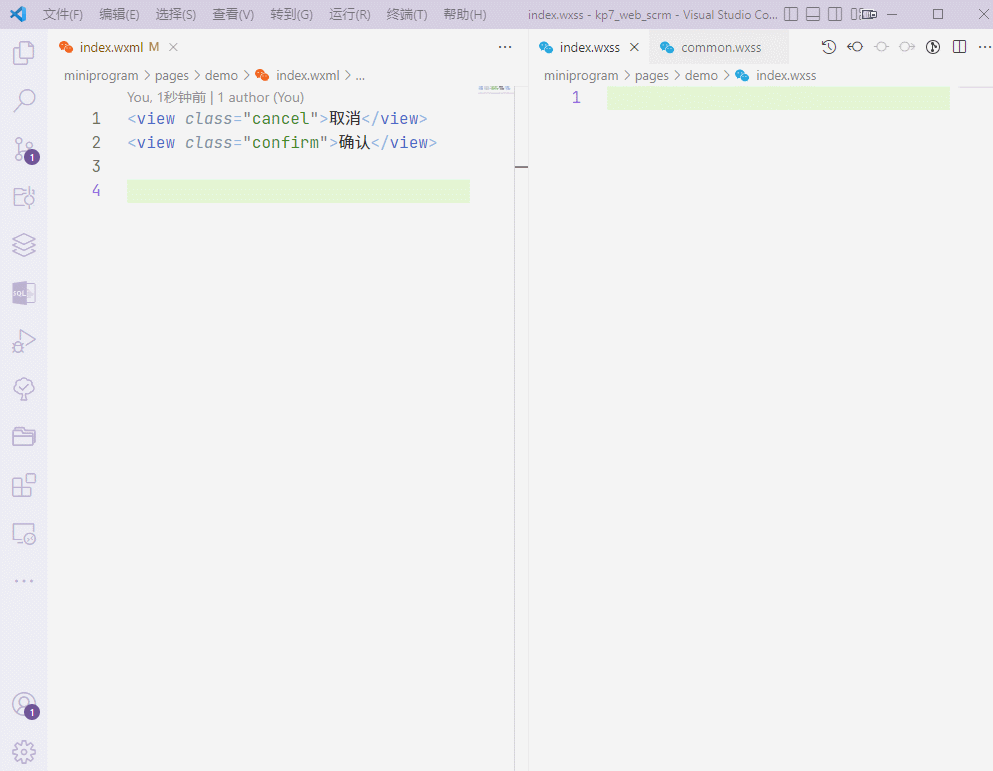 文件(F) 编辑(E) 选择(S) 查看(V) 转到(G) 运行(R) 终端(T) 帮助(H) index.wxss - kp7_web_scrm - Visual Studio Co...
index.wxml M
miniprogram > pages > demo > index.wxml > ...
You, 1秒钟前 | 1 author (You)
1 <view class="cancel">取消</view>
2 <view class="confirm">确认</view>
3
4
index.wxss common.wxss
miniprogram > pages > demo > index.wxss
1
1
SQL
1